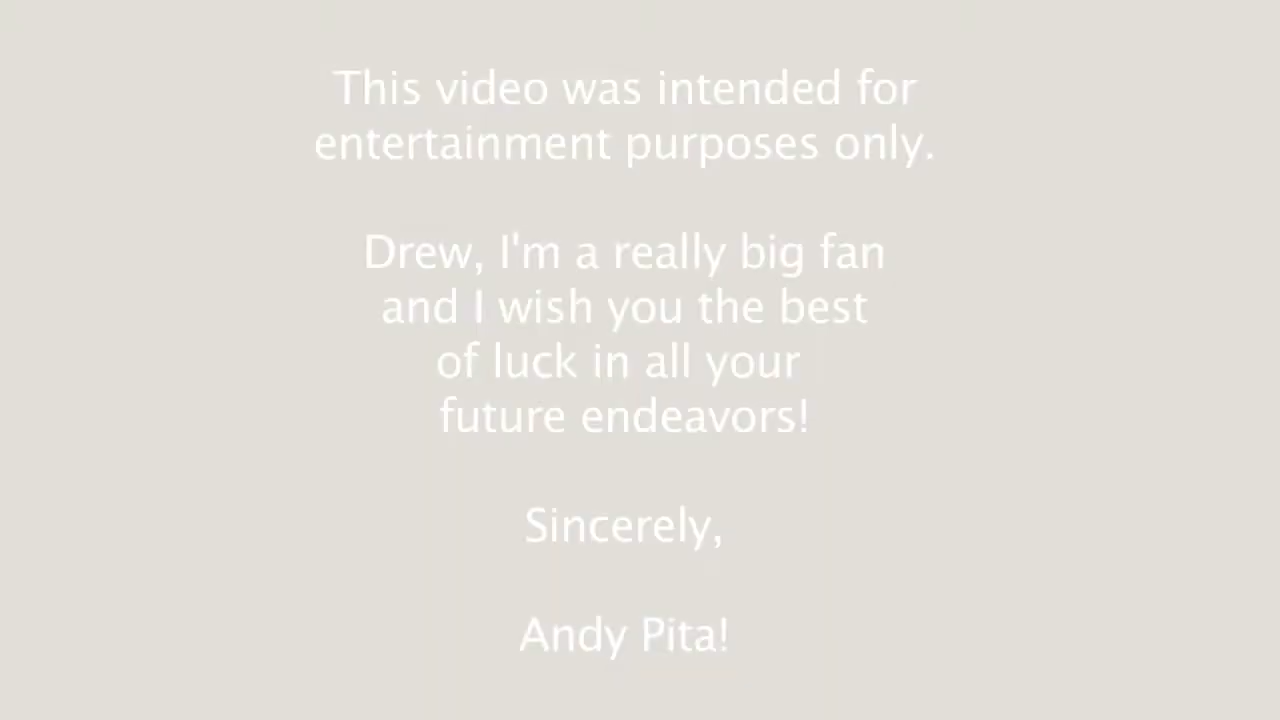 This video was intended for
entertainment purposes only.
Drew, I'm a really big fan
and I wish you the best
of luck in all your
future endeavors!
Sincerely,
Andy Pita!